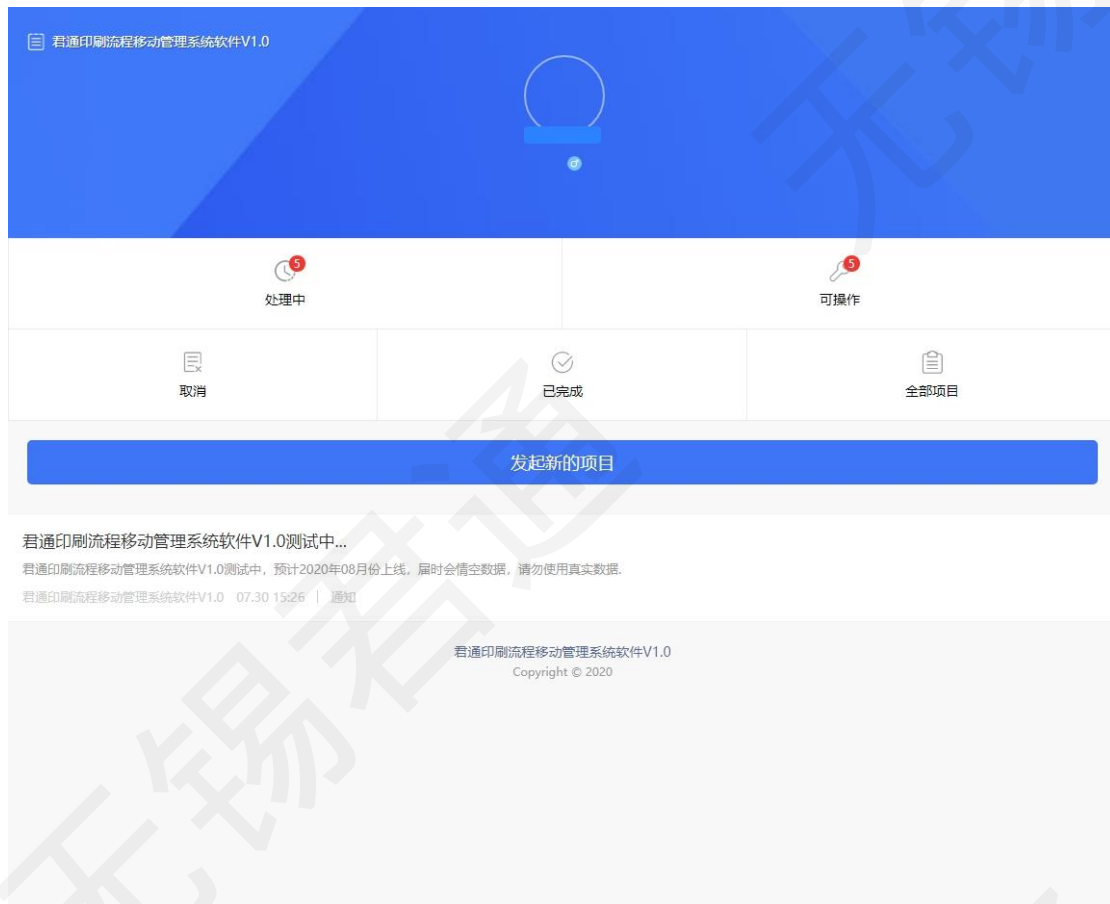 君通印刷流程移动管理系统软件V1.0
5
5
处理中
可操作
取消
已完成
全部项目
发起新的项目
君通印刷流程移动管理系统软件V1.0测试中...
君通印刷流程移动管理系统软件V1.0测试中，预计2020年08月份上线，届时会情空数据，请勿使用真实数据.
君通印刷流程移动管理系统软件V1.0 07.30 15:26 | 通知
君通印刷流程移动管理系统软件V1.0
Copyright © 2020
无锡君通
无锡